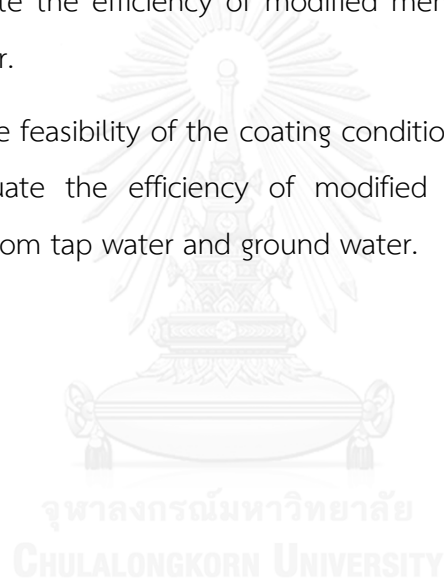 te the efficiency of modified mer
r.
e feasibility of the coating conditio
uate the efficiency of modified
om tap water and ground water.
จุฬาลงกรณ์มหาวิทยาลัย
CHULALONGKORN UNIVERSITY